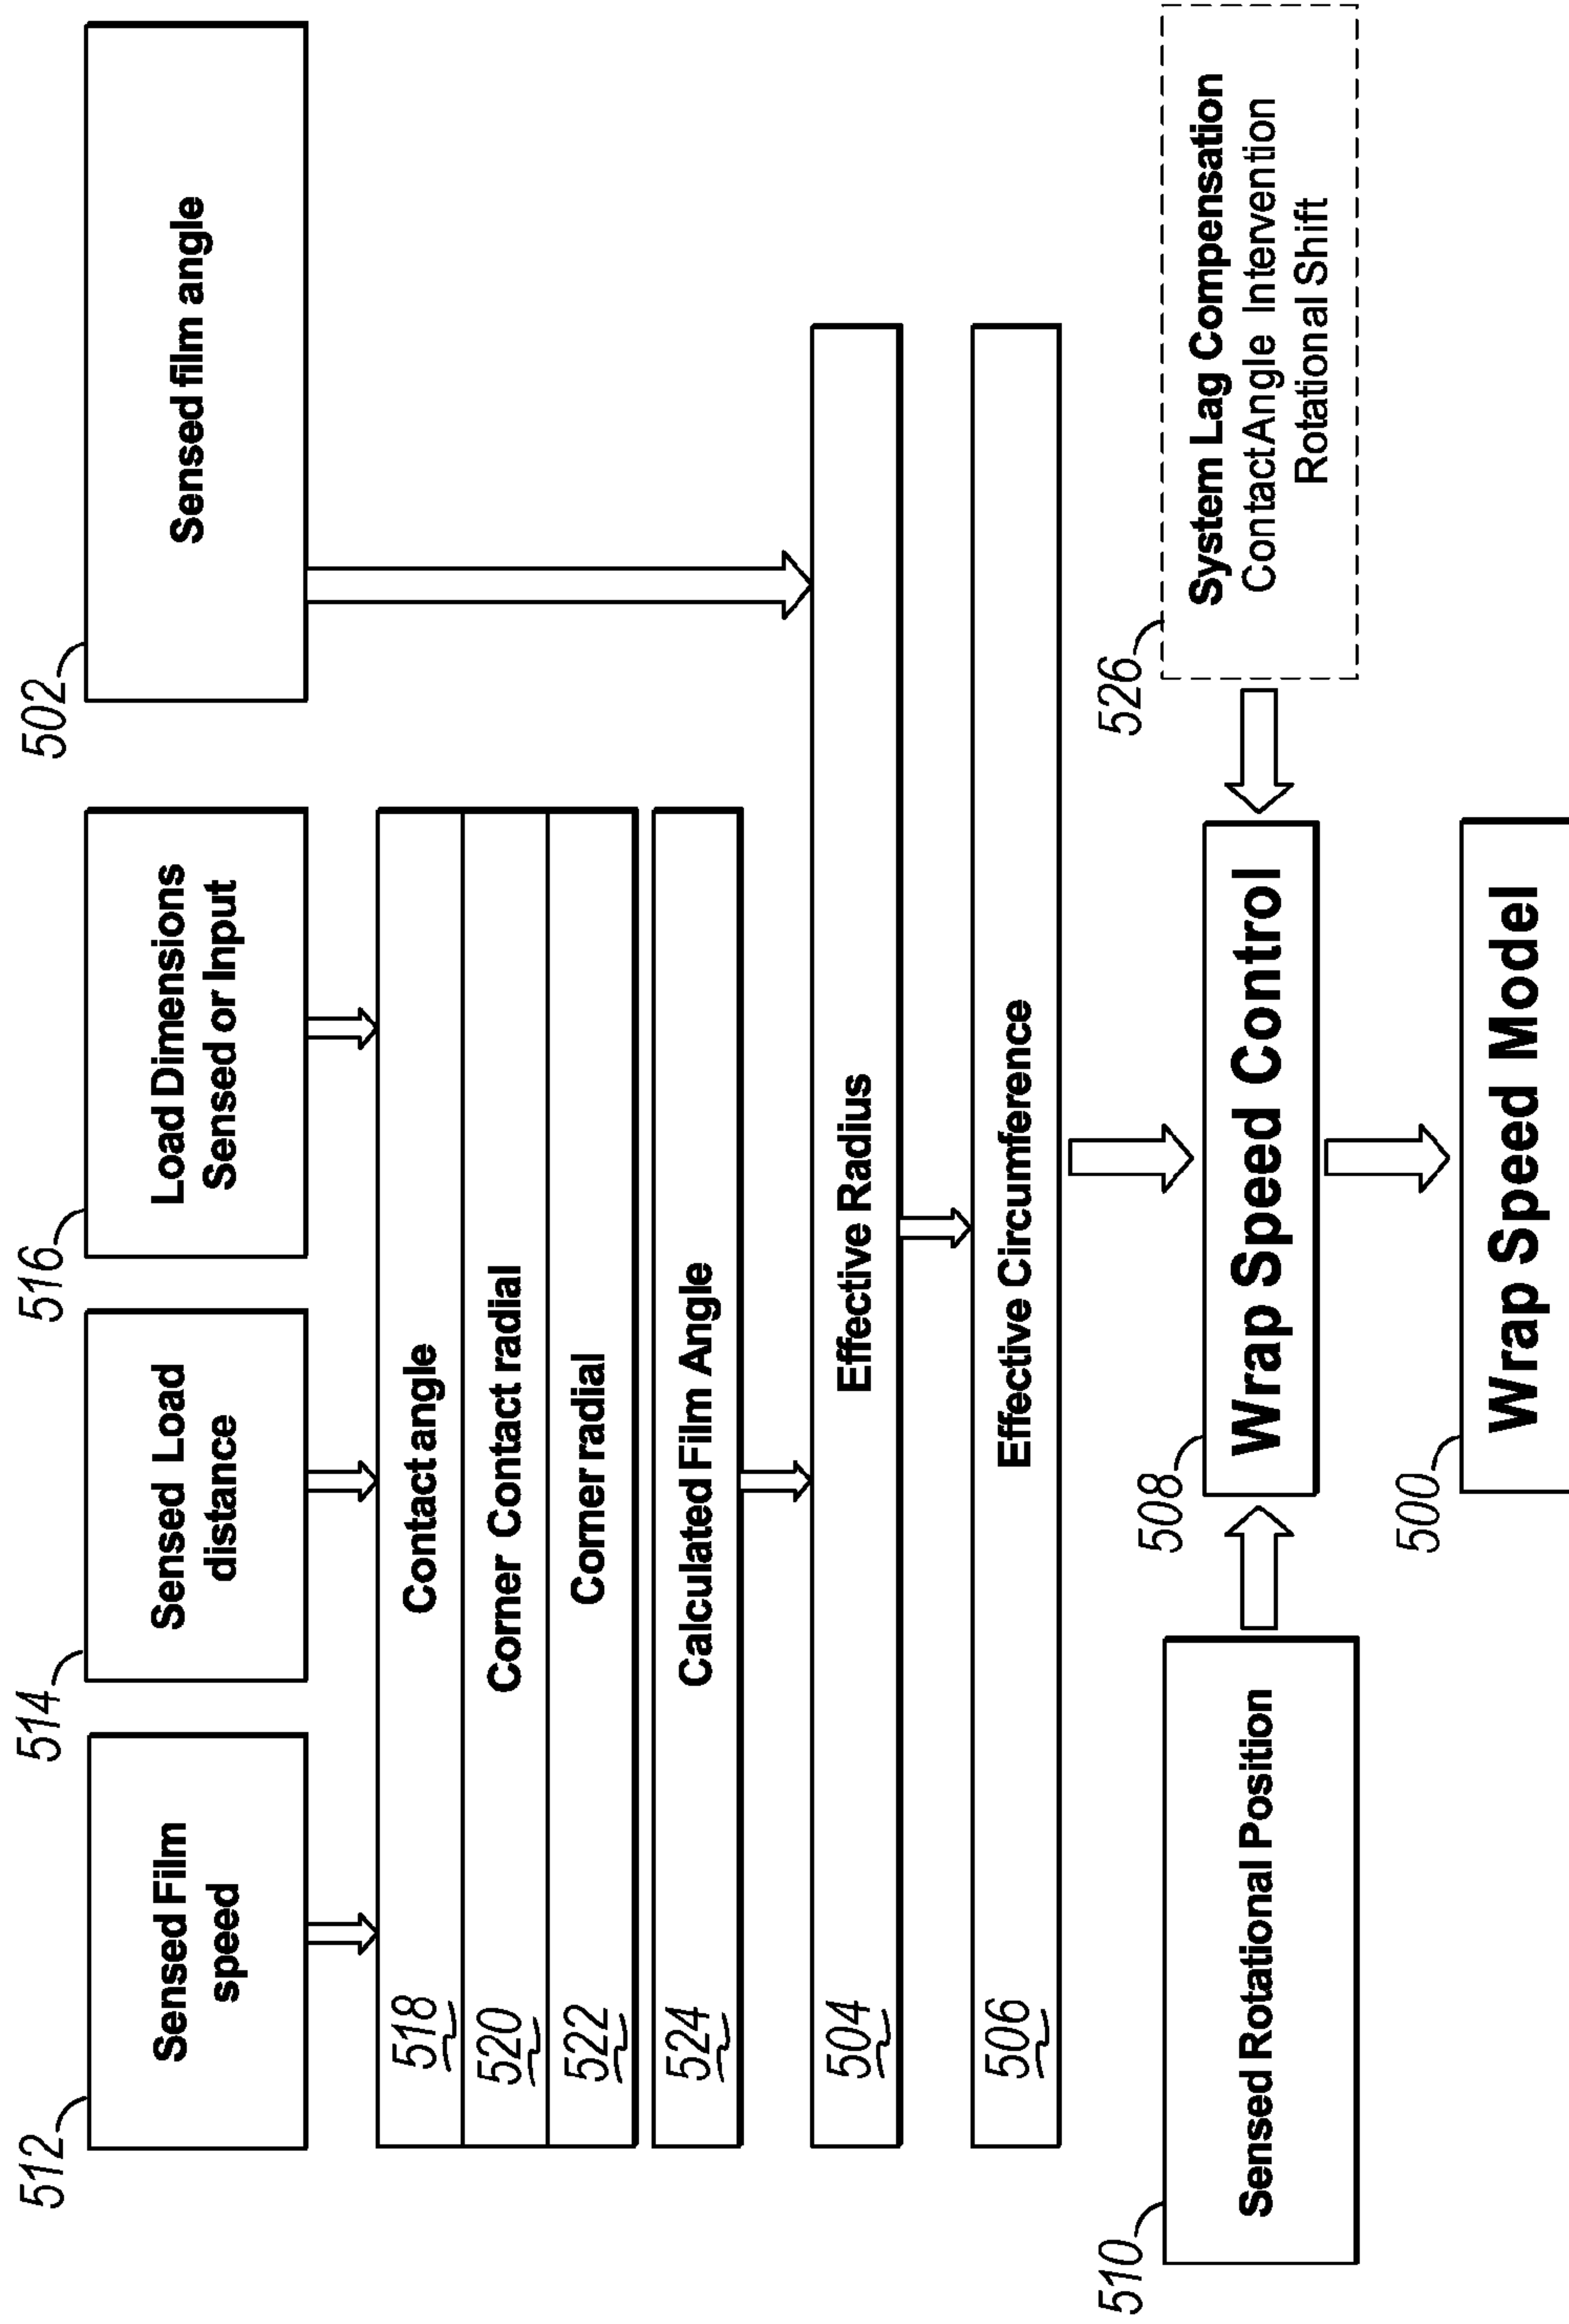 512
Sensed Film
speed
514
Sensed Load
distance
516
Load Dimensions
Sensed or Input
502
Sensed film angle
518
Contact angle
520
Corner Contact radial
522
Corner radial
524
Calculated Film Angle
504
Effective Radius
506
Effective Circumference
510
Sensed Rotational Position
508
Wrap Speed Control
526
System Lag Compensation
Contact Angle Intervention
Rotational Shift
500
Wrap Speed Model